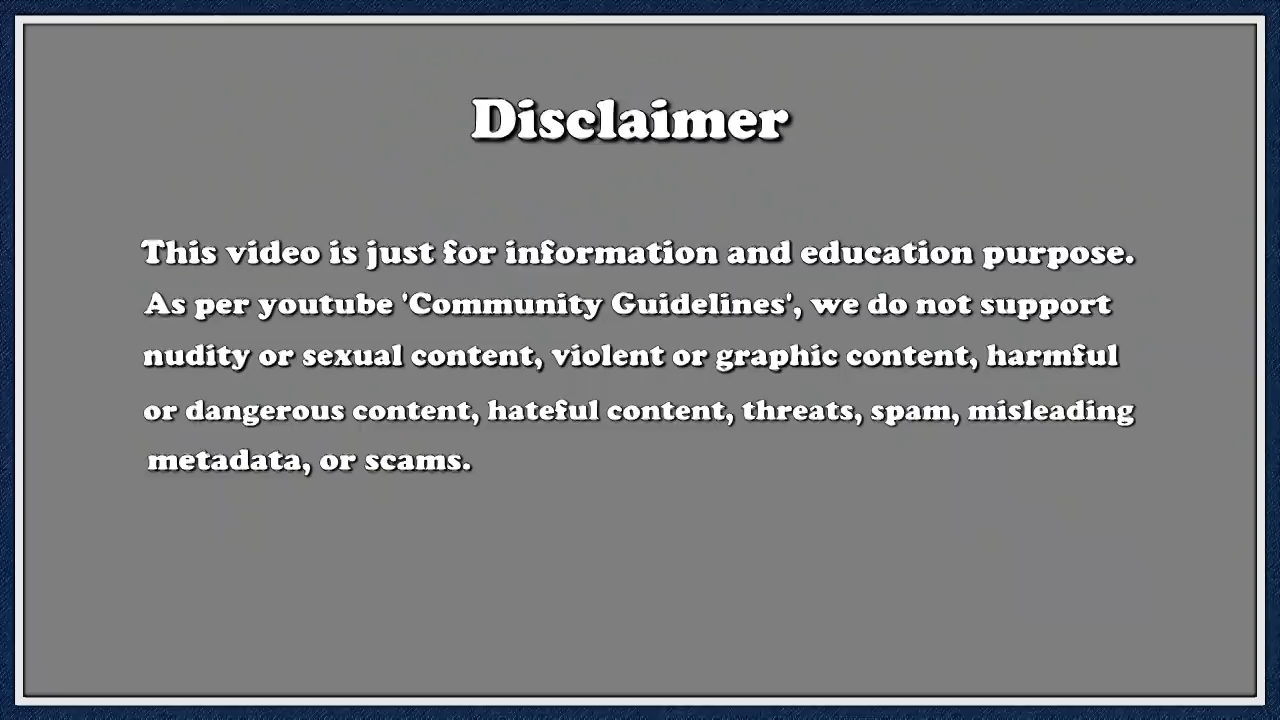 Disclaimer
This video is just for information and education purpose.
As per youtube 'Community Guidelines', we do not support
nudity or sexual content, violent or graphic content, harmful
or dangerous content, hateful content, threats, spam, misleading
metadata, or scams.